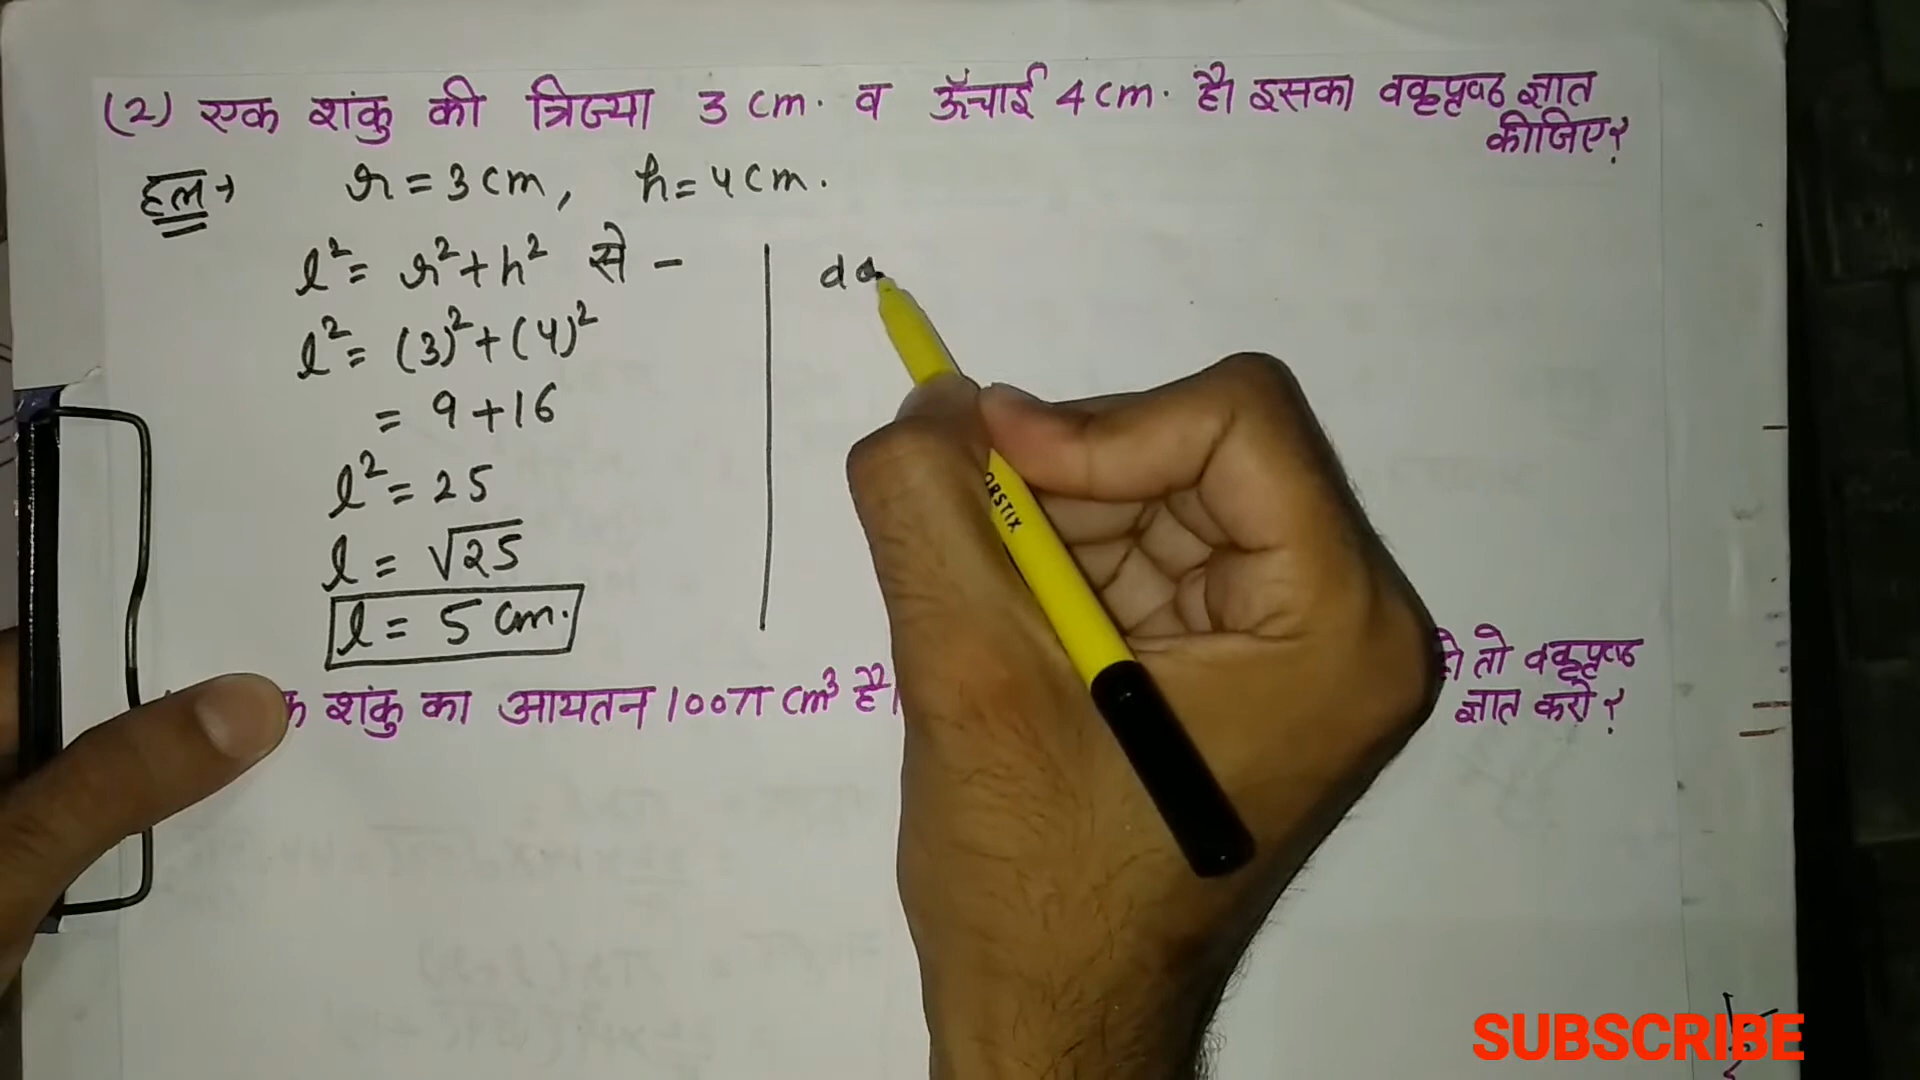 (2) एक शंकु की त्रिज्या 3 cm. व ऊँचाई 4 cm. है। इसका वक्रपृष्ठ ज्ञात
कीजिए?
हल→ r = 3 cm, h = 4 cm.
l² = r² + h² से -
l² = (3)² + (4)²
= 9 + 16
l² = 25
l = √25
l = 5 cm.
शंकु का आयतन 100π cm³ है। तो वक्रपृष्ठ
ज्ञात करो?
ORSTIX
SUBSCRIBE